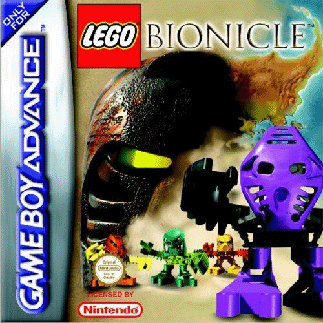 ONLY
FOR
GAME BOY ADVANCE
LEGO BIONICLE
LICENSED BY
Nintendo